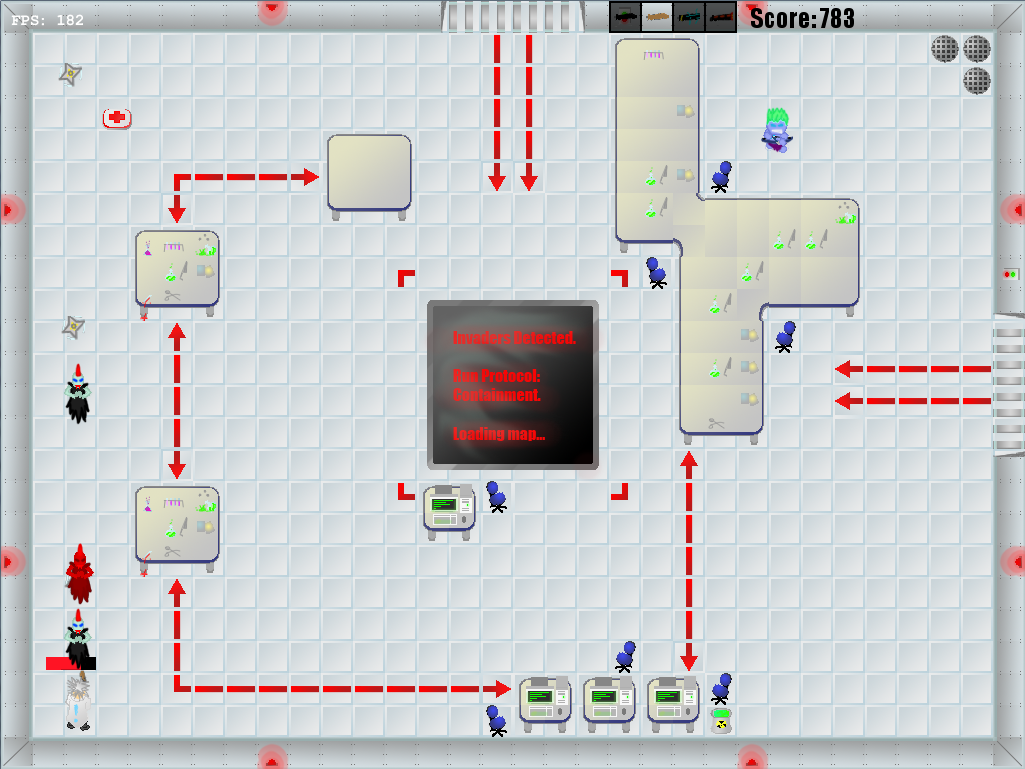 FPS: 182
Score:783
Invaders Detected.
Run Protocol:
Containment.
Loading map...